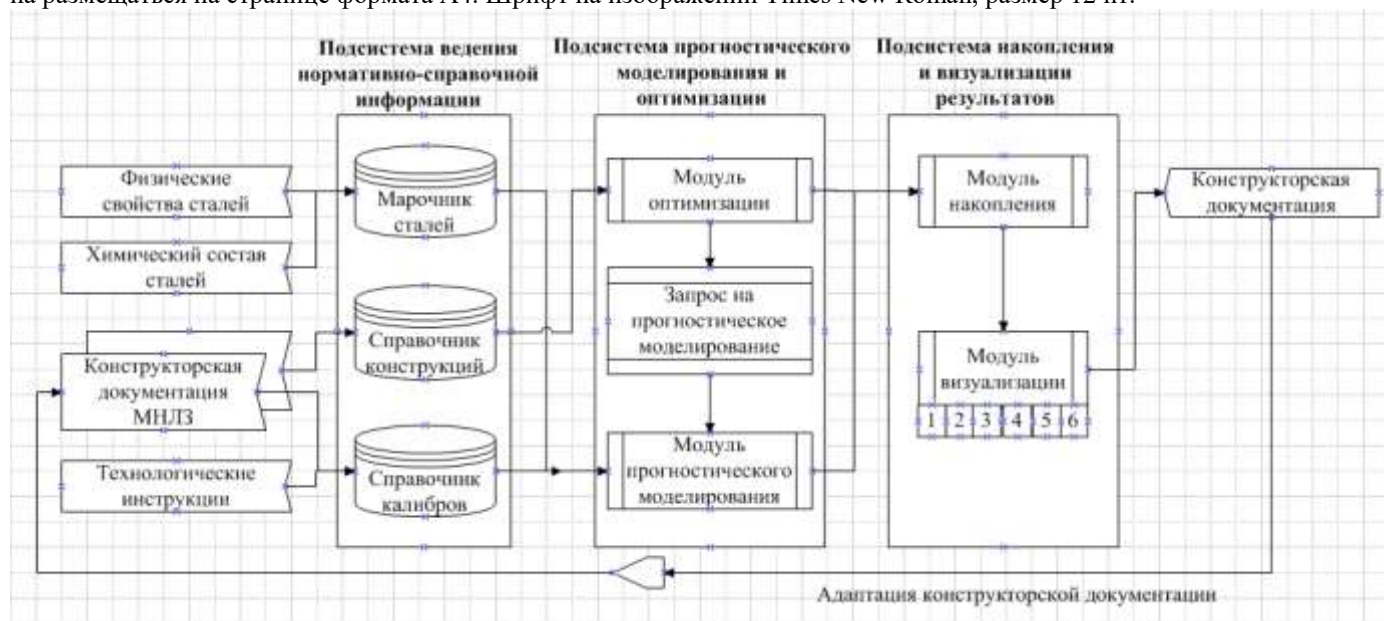 на размещаться на странице формата А4. Шрифт на изображении Times New Roman, размер 12 пт.
Подсистема ведения
нормативно-справочной
информации
Подсистема прогностического
моделирования и
оптимизации
Подсистема накопления
и визуализации
результатов
Физические
свойства сталей
Химический состав
сталей
Конструкторская
документация
МНЛЗ
Технологические
инструкции
Марочник
сталей
Справочник
конструкций
Справочник
калибров
Модуль
оптимизации
Запрос на
прогностическое
моделирование
Модуль
прогностического
моделирования
Модуль
накопления
Модуль
визуализации
1 2 3 4 5 6
Конструкторская
документация
Адаптация конструкторской документации